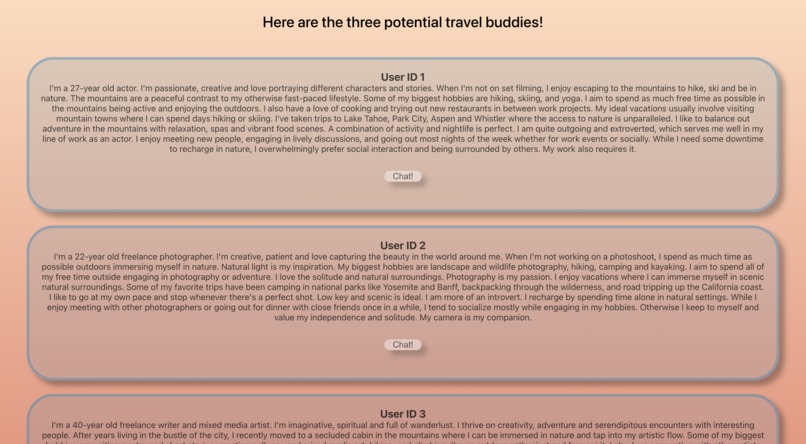 Here are the three potential travel buddies!
User ID 1
I'm a 27-year old actor. I'm passionate, creative and love portraying different characters and stories. When I'm not on set filming, I enjoy escaping to the mountains to hike, ski and be in
nature. The mountains are a peaceful contrast to my otherwise fast-paced lifestyle. Some of my biggest hobbies are hiking, skiing, and yoga. I aim to spend as much free time as possible in
the mountains being active and enjoying the outdoors. I also have a love of cooking and trying out new restaurants in between work projects. My ideal vacations usually involve visiting
mountain towns where I can spend days hiking or skiing. I've taken trips to Lake Tahoe, Park City, Aspen and Whistler where the access to nature is unparalleled. I like to balance out
adventure in the mountains with relaxation, spas and vibrant food scenes. A combination of activity and nightlife is perfect. I am quite outgoing and extroverted, which serves me well in my
line of work as an actor. I enjoy meeting new people, engaging in lively discussions, and going out most nights of the week whether for work events or socially. While I need some downtime
to recharge in nature, I overwhelmingly prefer social interaction and being surrounded by others. My work also requires it.
Chat!
User ID 2
I'm a 22-year old freelance photographer. I'm creative, patient and love capturing the beauty in the world around me. When I'm not working on a photoshoot, I spend as much time as
possible outdoors immersing myself in nature. Natural light is my inspiration. My biggest hobbies are landscape and wildlife photography, hiking, camping and kayaking. I aim to spend all of
my free time outside engaging in photography or adventure. I love the solitude and natural surroundings. Photography is my passion. I enjoy vacations where I can immerse myself in scenic
natural surroundings. Some of my favorite trips have been camping in national parks like Yosemite and Banff, backpacking through the wilderness, and road tripping up the California coast.
I like to go at my own pace and stop whenever there's a perfect shot. Low key and scenic is ideal. I am more of an introvert. I recharge by spending time alone in natural settings. While I
enjoy meeting with other photographers or going out for dinner with close friends once in a while, I tend to socialize mostly while engaging in my hobbies. Otherwise I keep to myself and
value my independence and solitude. My camera is my companion.
Chat!
User ID 3
I'm a 40-year old freelance writer and mixed media artist. I'm imaginative, spiritual and full of wanderlust. I thrive on creativity, adventure and serendipitous encounters with interesting
people. After years living in the bustle of the city, I recently moved to a secluded cabin in the mountains where I can be immersed in nature and tap into my artistic flow. Some of my biggest